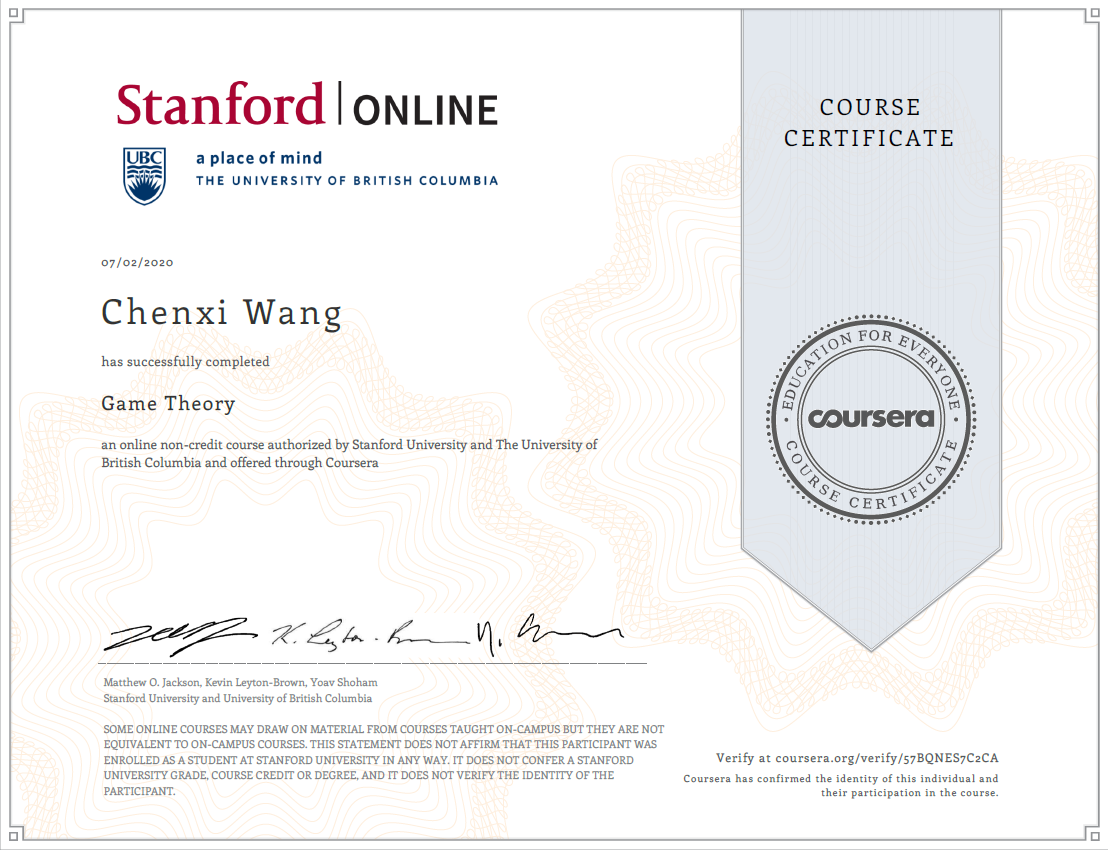 Stanford | ONLINE
UBC
a place of mind
THE UNIVERSITY OF BRITISH COLUMBIA
07/02/2020
Chenxi Wang
has successfully completed
Game Theory
an online non-credit course authorized by Stanford University and The University of
British Columbia and offered through Coursera
K. Leyton-Brown
Matthew O. Jackson, Kevin Leyton-Brown, Yoav Shoham
Stanford University and University of British Columbia
SOME ONLINE COURSES MAY DRAW ON MATERIAL FROM COURSES TAUGHT ON-CAMPUS BUT THEY ARE NOT
EQUIVALENT TO ON-CAMPUS COURSES. THIS STATEMENT DOES NOT AFFIRM THAT THIS PARTICIPANT WAS
ENROLLED AS A STUDENT AT STANFORD UNIVERSITY IN ANY WAY. IT DOES NOT CONFER A STANFORD
UNIVERSITY GRADE, COURSE CREDIT OR DEGREE, AND IT DOES NOT VERIFY THE IDENTITY OF THE
PARTICIPANT.
COURSE
CERTIFICATE
EDUCATION FOR EVERYONE
coursera
COURSE CERTIFICATE
Verify at coursera.org/verify/57BQNES7C2CA
Coursera has confirmed the identity of this individual and
their participation in the course.